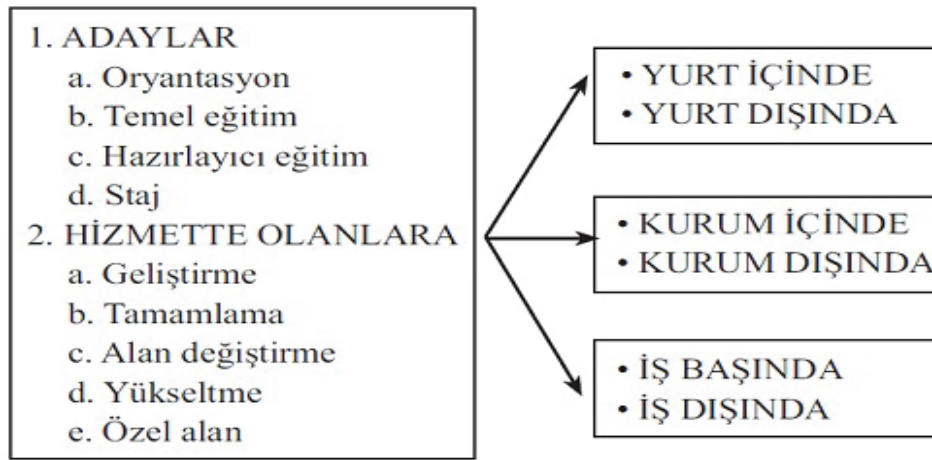 1. ADAYLAR
a. Oryantasyon
b. Temel eğitim
c. Hazırlayıcı eğitim
d. Staj
2. HİZMETTE OLANLARA
a. Geliştirme
b. Tamamlama
c. Alan değiştirme
d. Yükseltme
e. Özel alan
• YURT İÇİNDE
• YURT DIŞINDA
• KURUM İÇİNDE
• KURUM DIŞINDA
• İŞ BAŞINDA
• İŞ DIŞINDA